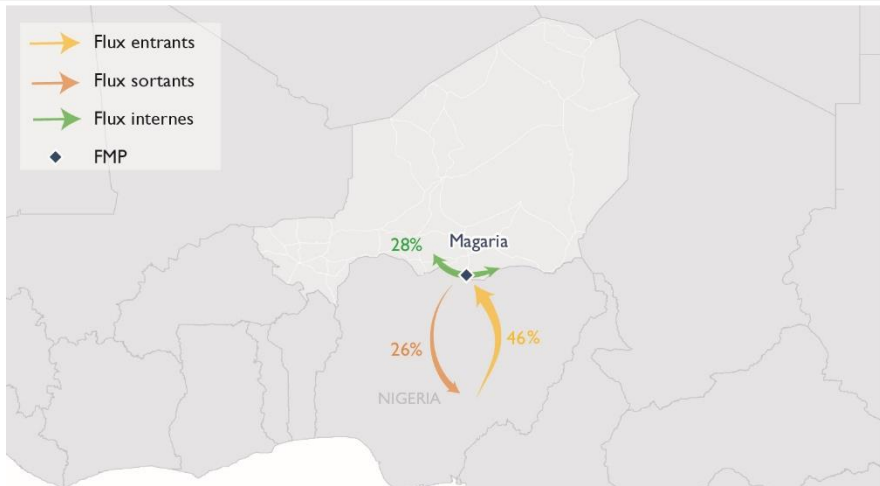 Flux entrants
Flux sortants
Flux internes
FMP
28%
Magaria
26%
46%
NIGERIA